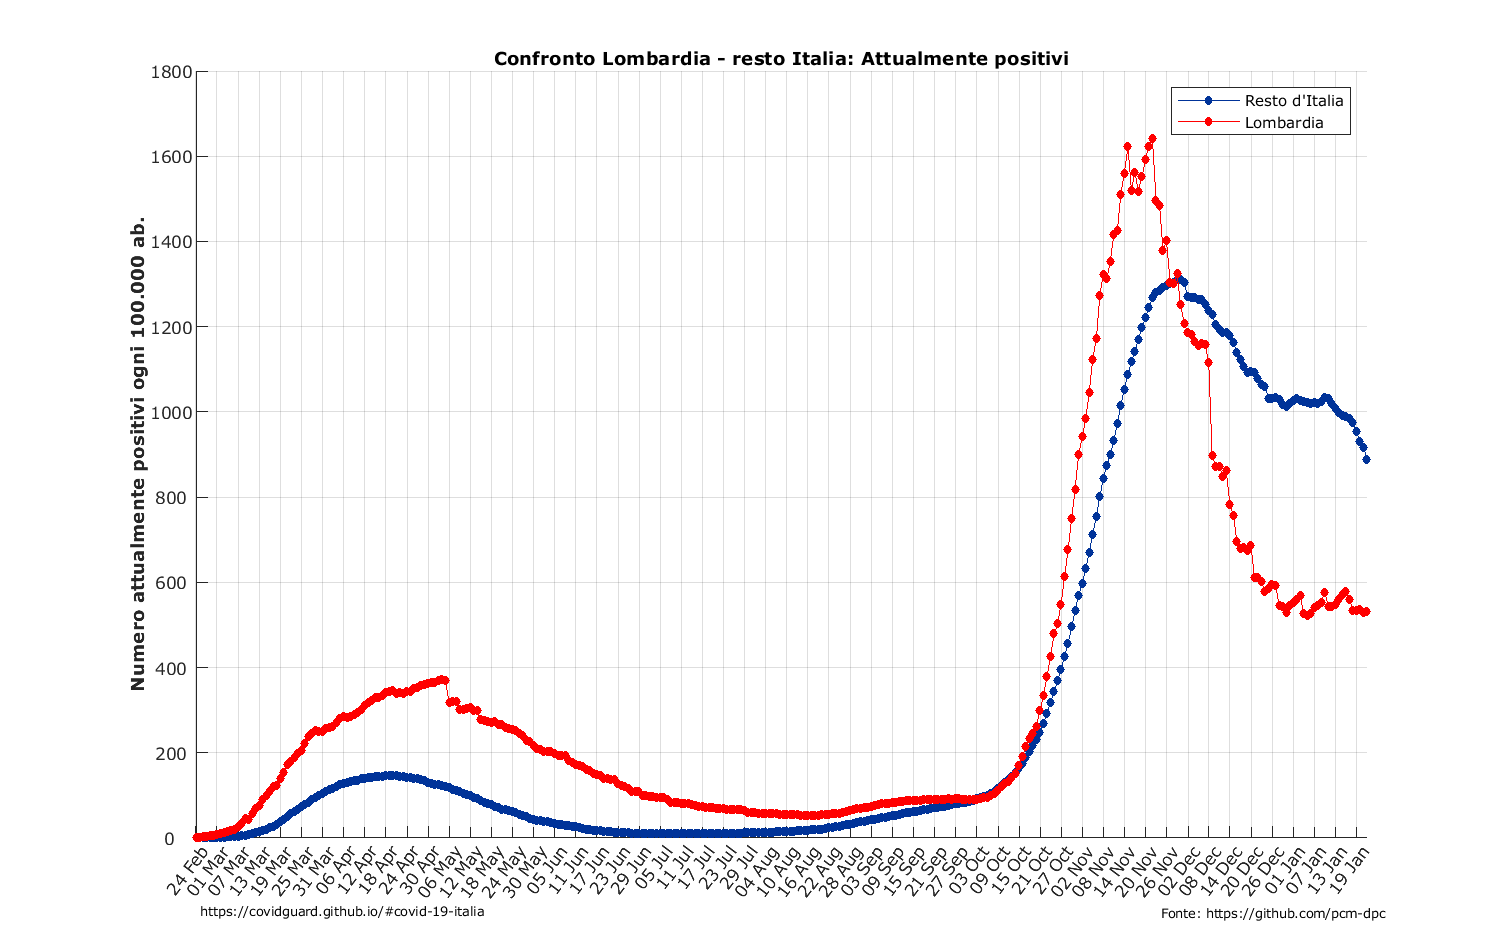 Confronto Lombardia - resto Italia: Attualmente positivi
Numero attualmente positivi ogni 100.000 ab.
1800
1600
1400
1200
1000
800
600
400
200
0
Resto d'Italia
Lombardia
24 Feb
01 Mar
07 Mar
13 Mar
19 Mar
25 Mar
31 Mar
06 Apr
12 Apr
18 Apr
24 Apr
30 Apr
06 May
12 May
18 May
24 May
30 May
05 Jun
11 Jun
17 Jun
23 Jun
29 Jun
05 Jul
11 Jul
17 Jul
23 Jul
29 Jul
04 Aug
10 Aug
16 Aug
22 Aug
28 Aug
03 Sep
09 Sep
15 Sep
21 Sep
27 Sep
03 Oct
09 Oct
15 Oct
21 Oct
27 Oct
02 Nov
08 Nov
14 Nov
20 Nov
26 Nov
02 Dec
08 Dec
14 Dec
20 Dec
26 Dec
01 Jan
07 Jan
13 Jan
19 Jan
https://covidguard.github.io/#covid-19-italia
Fonte: https://github.com/pcm-dpc